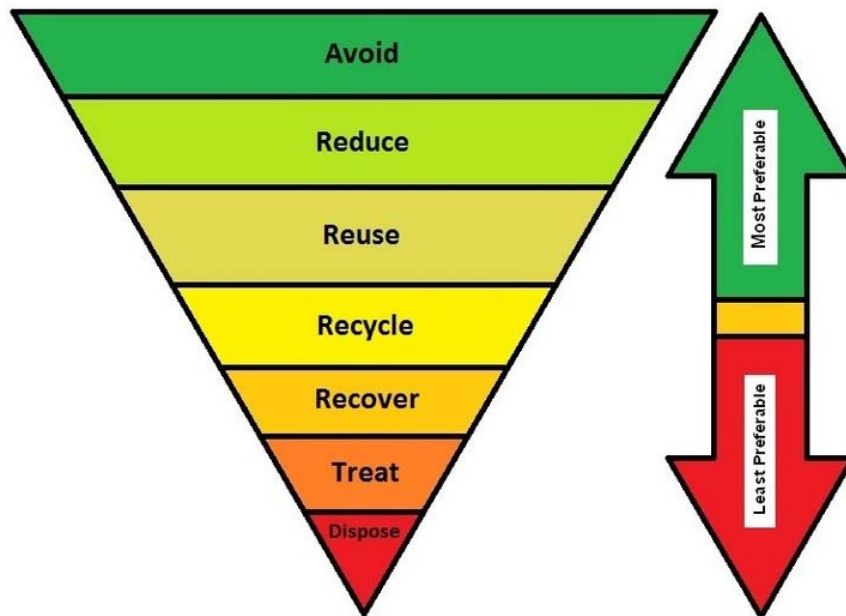 Avoid
Reduce
Reuse
Recycle
Recover
Treat
Dispose
Most Preferable
Least Preferable